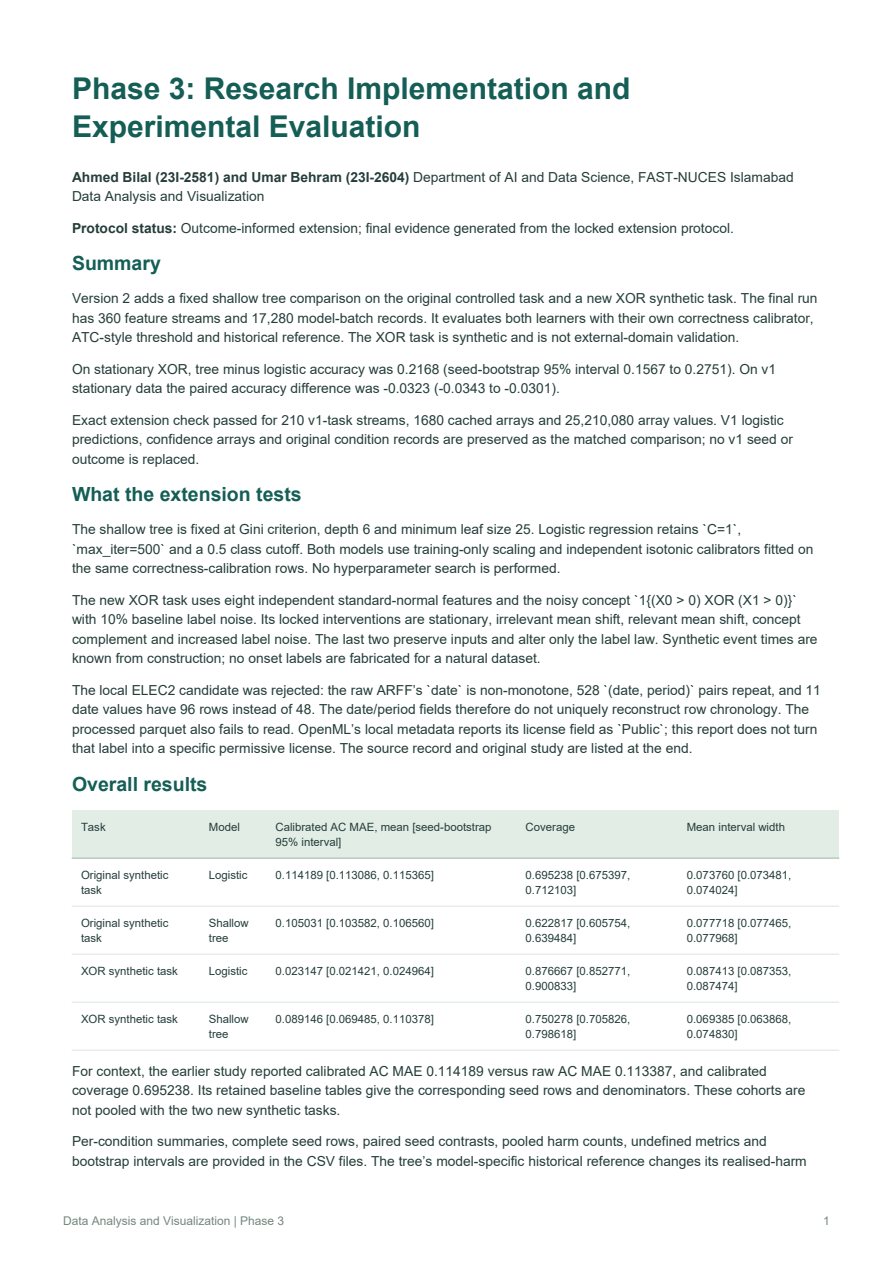 Phase 3: Research Implementation and
Experimental Evaluation
Ahmed Bilal (23I-2581) and Umar Behram (23I-2604) Department of AI and Data Science, FAST-NUCES Islamabad
Data Analysis and Visualization
Protocol status: Outcome-informed extension; final evidence generated from the locked extension protocol.
Summary
Version 2 adds a fixed shallow tree comparison on the original controlled task and a new XOR synthetic task. The final run
has 360 feature streams and 17,280 model-batch records. It evaluates both learners with their own correctness calibrator,
ATC-style threshold and historical reference. The XOR task is synthetic and is not external-domain validation.
On stationary XOR, tree minus logistic accuracy was 0.2168 (seed-bootstrap 95% interval 0.1567 to 0.2751). On v1
stationary data the paired accuracy difference was -0.0323 (-0.0343 to -0.0301).
Exact extension check passed for 210 v1-task streams, 1680 cached arrays and 25,210,080 array values. V1 logistic
predictions, confidence arrays and original condition records are preserved as the matched comparison; no v1 seed or
outcome is replaced.
What the extension tests
The shallow tree is fixed at Gini criterion, depth 6 and minimum leaf size 25. Logistic regression retains `C=1`,
`max_iter=500` and a 0.5 class cutoff. Both models use training-only scaling and independent isotonic calibrators fitted on
the same correctness-calibration rows. No hyperparameter search is performed.
The new XOR task uses eight independent standard-normal features and the noisy concept `1{(X0 > 0) XOR (X1 > 0)}`
with 10% baseline label noise. Its locked interventions are stationary, irrelevant mean shift, relevant mean shift, concept
complement and increased label noise. The last two preserve inputs and alter only the label law. Synthetic event times are
known from construction; no onset labels are fabricated for a natural dataset.
The local ELEC2 candidate was rejected: the raw ARFF’s `date` is non-monotone, 528 `(date, period)` pairs repeat, and 11
date values have 96 rows instead of 48. The date/period fields therefore do not uniquely reconstruct row chronology. The
processed parquet also fails to read. OpenML’s local metadata reports its license field as `Public`; this report does not turn
that label into a specific permissive license. The source record and original study are listed at the end.
Overall results
Task Model Calibrated AC MAE, mean [seed-bootstrap Coverage Mean interval width
95% interval]
Original synthetic Logistic 0.114189 [0.113086, 0.115365] 0.695238 [0.675397, 0.073760 [0.073481,
task 0.712103] 0.074024]
Original synthetic Shallow 0.105031 [0.103582, 0.106560] 0.622817 [0.605754, 0.077718 [0.077465,
task tree 0.639484] 0.077968]
XOR synthetic task Logistic 0.023147 [0.021421, 0.024964] 0.876667 [0.852771, 0.087413 [0.087353,
0.900833] 0.087474]
XOR synthetic task Shallow 0.089146 [0.069485, 0.110378] 0.750278 [0.705826, 0.069385 [0.063868,
tree 0.798618] 0.074830]
For context, the earlier study reported calibrated AC MAE 0.114189 versus raw AC MAE 0.113387, and calibrated
coverage 0.695238. Its retained baseline tables give the corresponding seed rows and denominators. These cohorts are
not pooled with the two new synthetic tasks.
Per-condition summaries, complete seed rows, paired seed contrasts, pooled harm counts, undefined metrics and
bootstrap intervals are provided in the CSV files. The tree’s model-specific historical reference changes its realised-harm
Data Analysis and Visualization | Phase 3 1